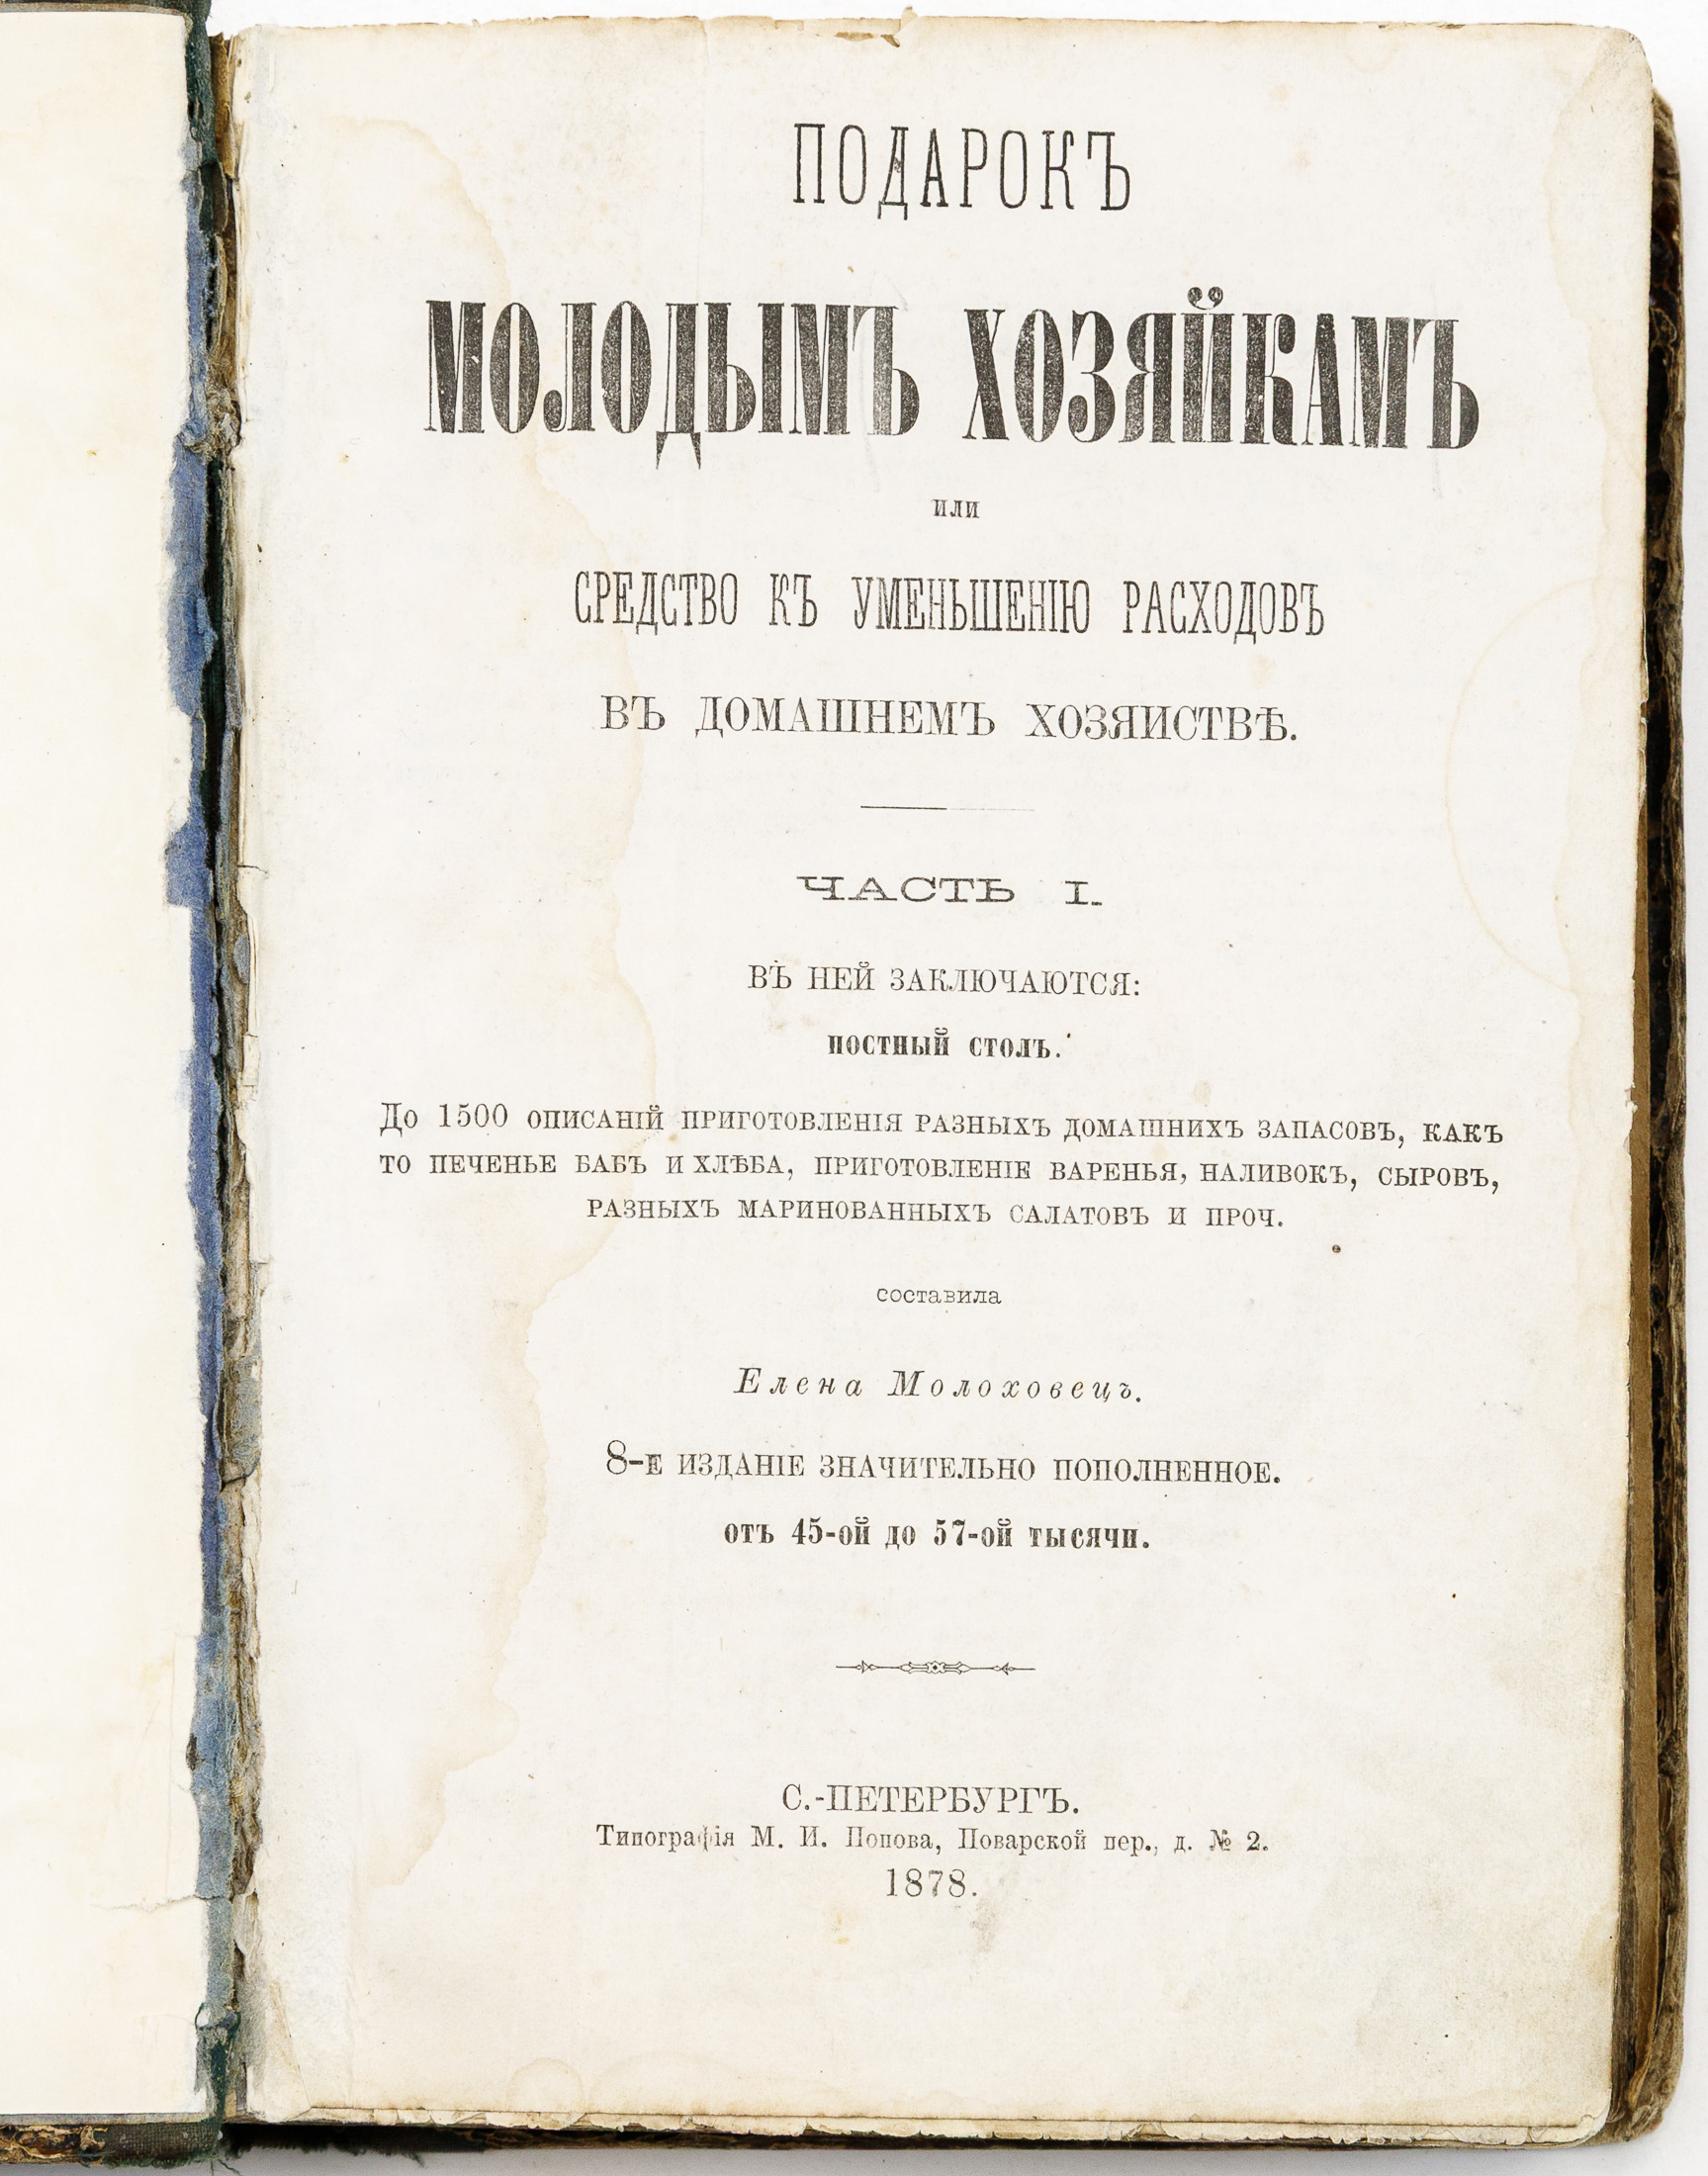 ПОДАРОКЪ
МОЛОДЫМЪ ХОЗЯЙКАМЪ
или
СРЕДСТВО КЪ УМЕНЬШЕНІЮ РАСХОДОВЪ
ВЪ ДОМАШНЕМЪ ХОЗЯИСТВѢ.
ЧАСТЬ I.
ВЪ НЕЙ ЗАКЛЮЧАЮТСЯ:
ПОСТНЫЙ СТОЛЪ.
До 1500 ОПИСАНІЙ ПРИГОТОВЛЕНІЯ РАЗНЫХЪ ДОМАШНИХЪ ЗАПАСОВЪ, КАКЪ
ТО ПЕЧЕНЬЕ БАБЪ И ХЛѢБА, ПРИГОТОВЛЕНІЕ ВАРЕНЬЯ, НАЛИВОКЪ, СЫРОВЪ,
РАЗНЫХЪ МАРИНОВАННЫХЪ САЛАТОВЪ И ПРОЧ.
составила
Елена Молоховецъ.
8-Е ИЗДАНІЕ ЗНАЧИТЕЛЬНО ПОПОЛНЕННОЕ.
отъ 45-ой до 57-ой тысячи.
С.-ПЕТЕРБУРГЪ.
Типографія М. И. Попова, Поварской пер., д. № 2.
1878.